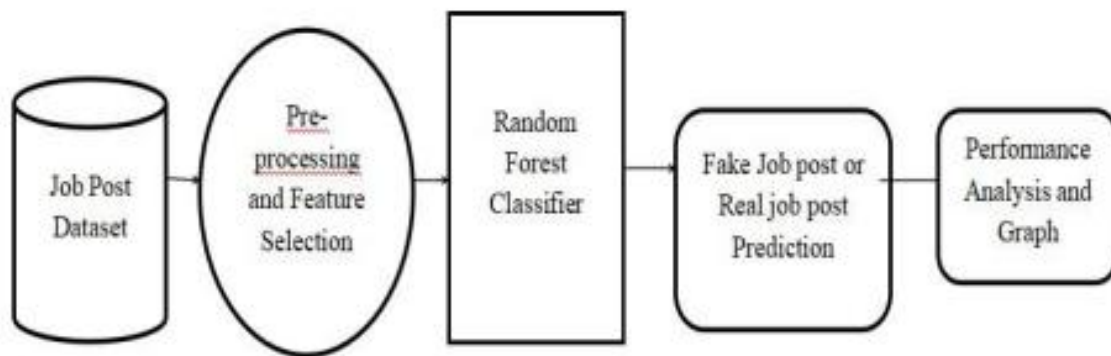 Job Post
Dataset
Pre-
processing
and Feature
Selection
Random
Forest
Classifier
Fake Job post or
Real job post
Prediction
Performance
Analysis and
Graph